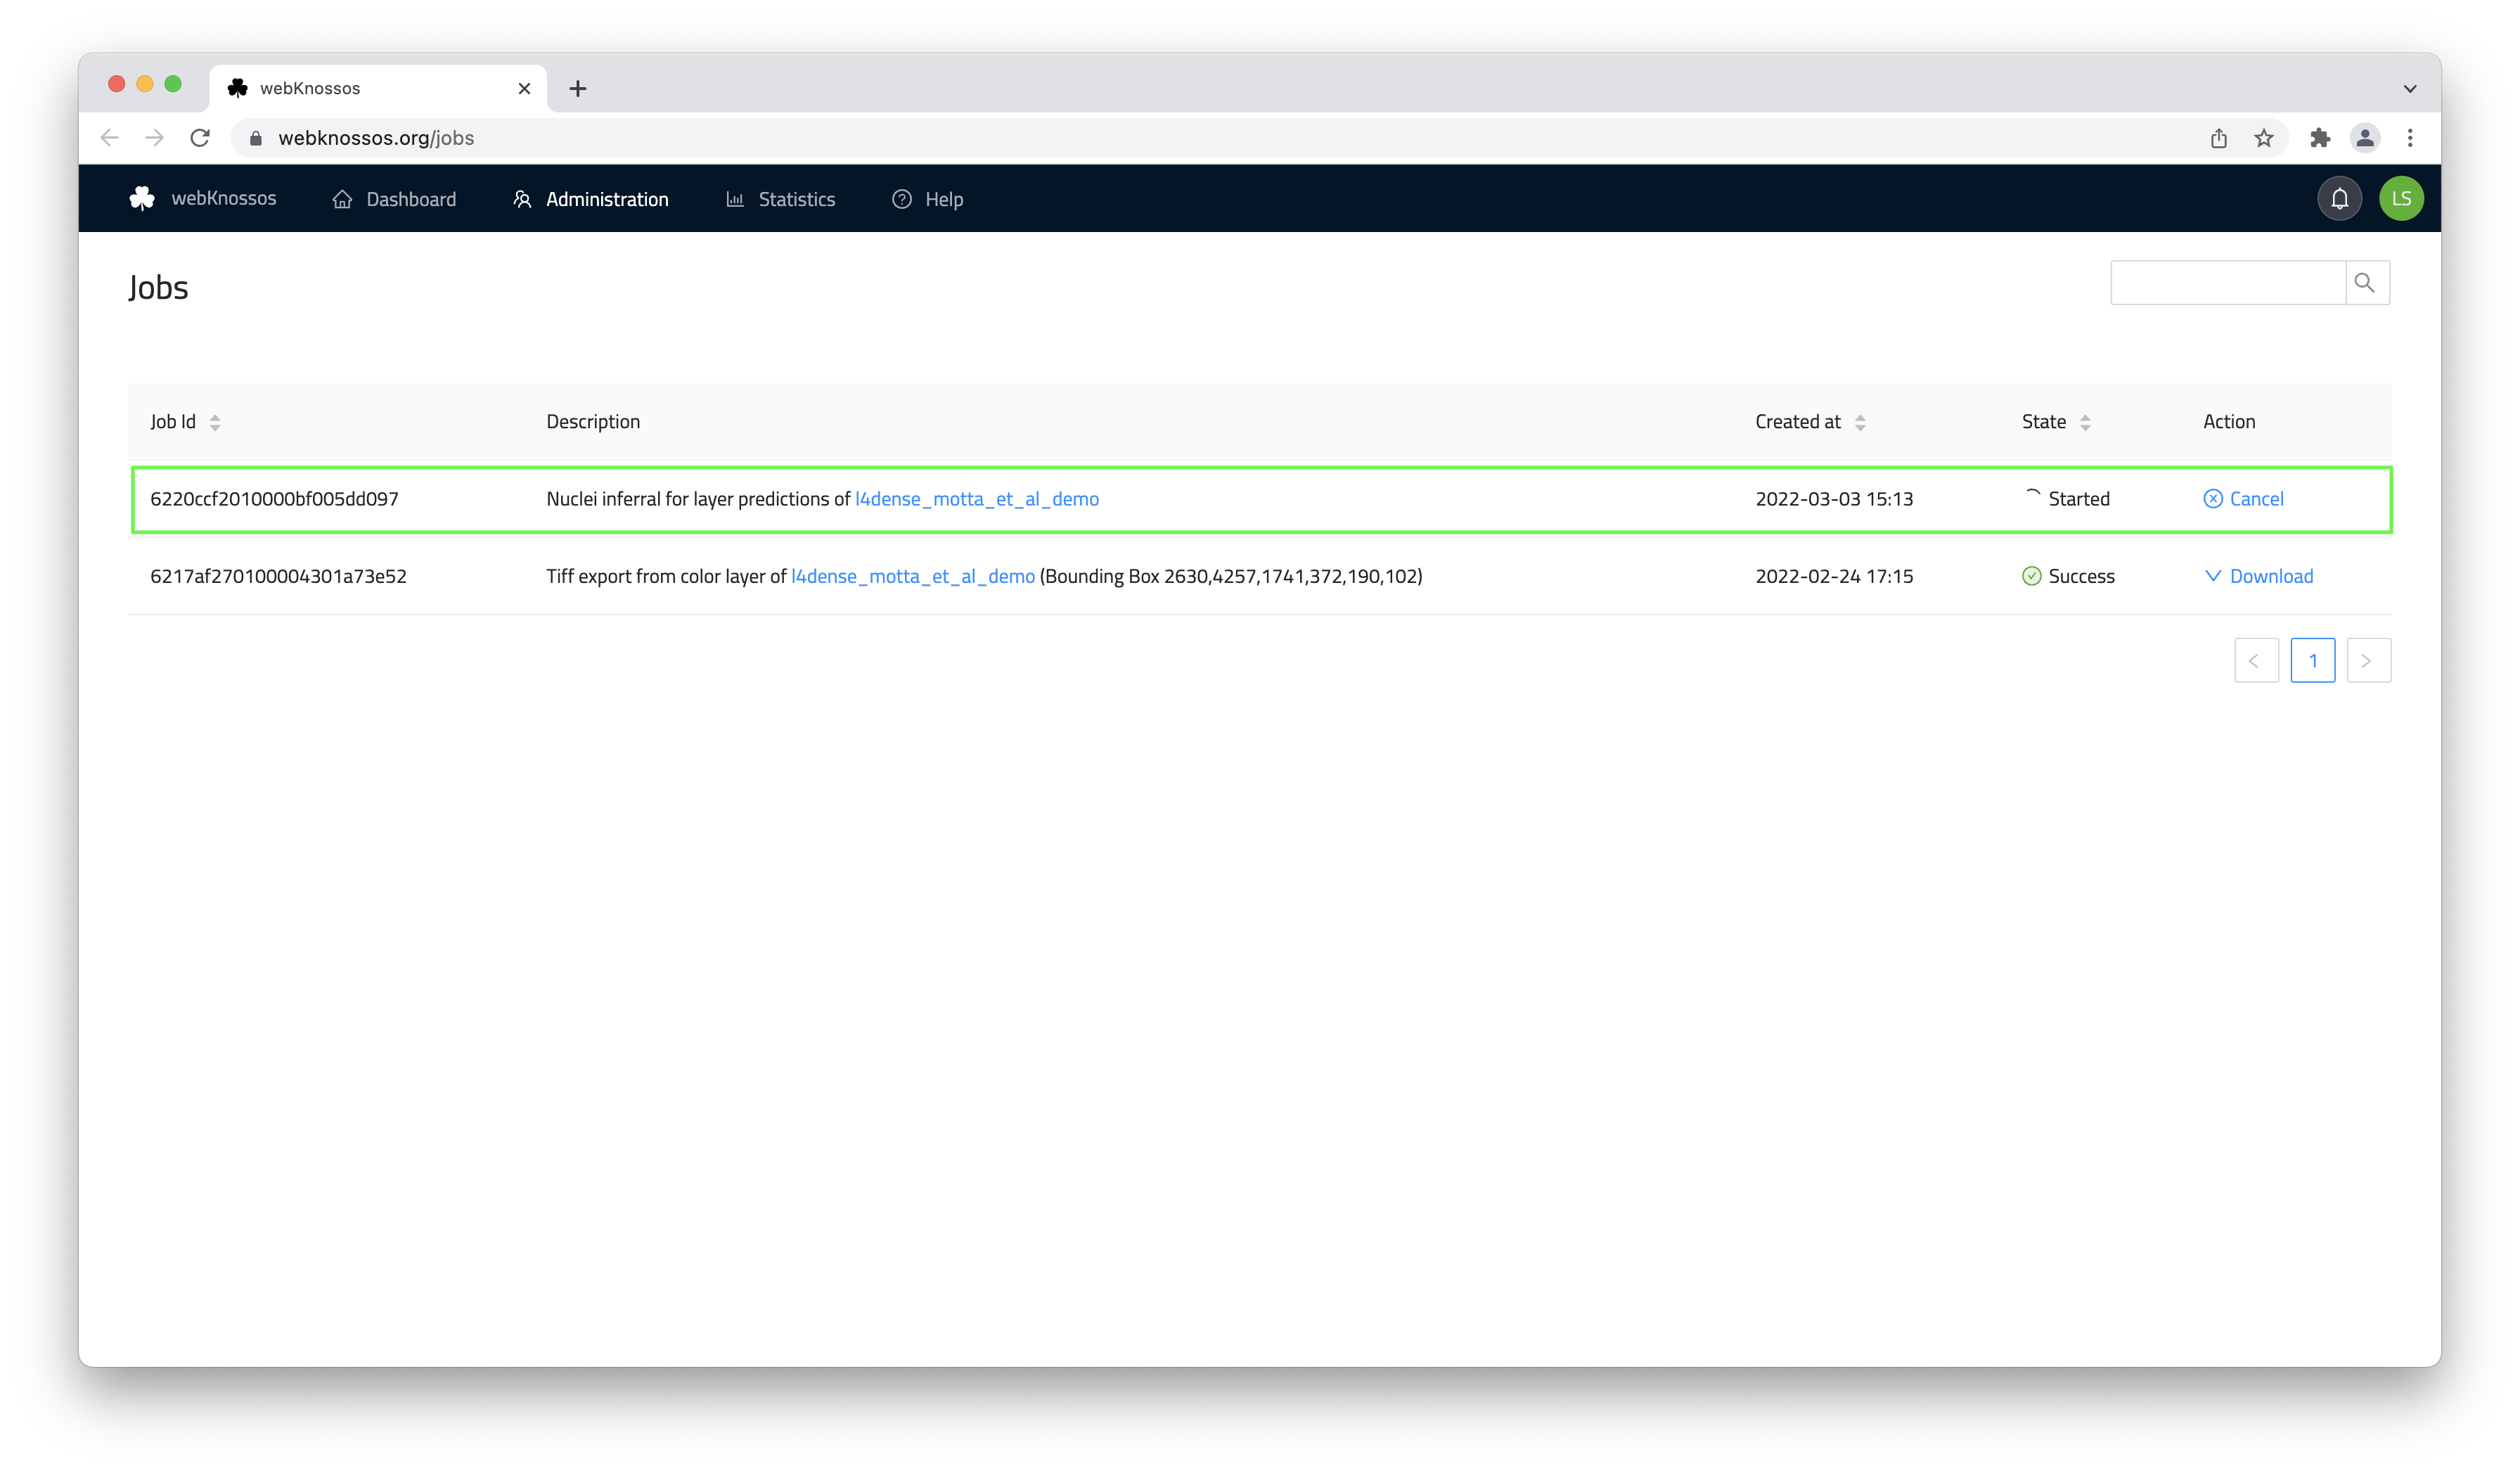 webKnossos
webknossos.org/jobs
webKnossos Dashboard Administration Statistics Help LS
Jobs
Job Id Description Created at State Action
6220ccf2010000bf005dd097 Nuclei inferral for layer predictions of l4dense_motta_et_al_demo 2022-03-03 15:13 Started Cancel
6217af270100004301a73e52 Tiff export from color layer of l4dense_motta_et_al_demo (Bounding Box 2630,4257,1741,372,190,102) 2022-02-24 17:15 Success Download
1